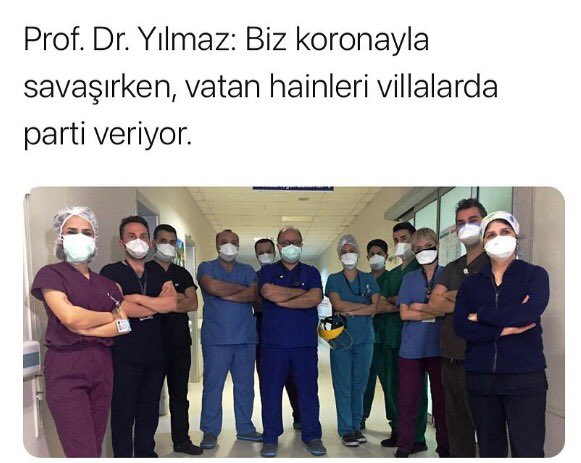 Prof. Dr. Yılmaz: Biz koronayla
savaşırken, vatan hainleri villalarda
parti veriyor.